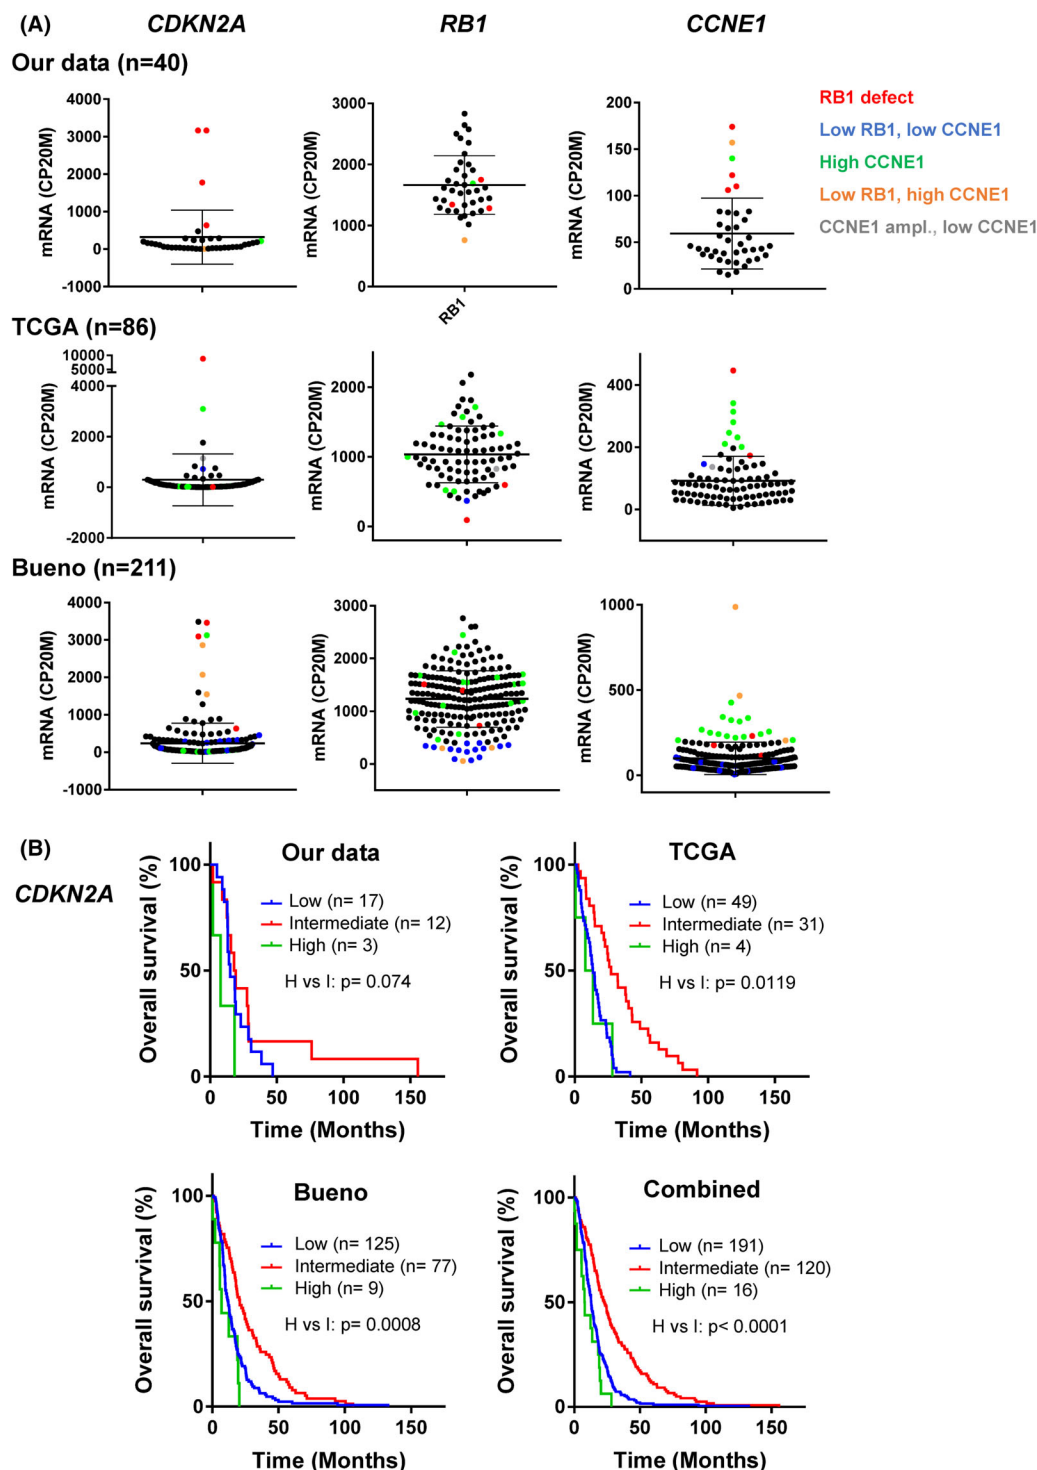 (A) CDKN2A RB1 CCNE1
Our data (n=40)
mRNA (CP20M)
4000
3000
2000
1000
0
-1000
mRNA (CP20M)
3000
2000
1000
0
RB1
mRNA (CP20M)
200
150
100
50
0
RB1 defect
Low RB1, low CCNE1
High CCNE1
Low RB1, high CCNE1
CCNE1 ampl., low CCNE1
TCGA (n=86)
mRNA (CP20M)
10000
5000
4000
2000
0
-2000
mRNA (CP20M)
2000
1000
0
mRNA (CP20M)
400
200
0
Bueno (n=211)
mRNA (CP20M)
4000
3000
2000
1000
0
-1000
mRNA (CP20M)
3000
2000
1000
0
mRNA (CP20M)
1000
500
0
(B)
CDKN2A
Our data
Overall survival (%)
100
50
0
Low (n= 17)
Intermediate (n= 12)
High (n= 3)
H vs I: p= 0.074
0 50 100 150
Time (Months)
TCGA
Overall survival (%)
100
50
0
Low (n= 49)
Intermediate (n= 31)
High (n= 4)
H vs I: p= 0.0119
0 50 100 150
Time (Months)
Bueno
Overall survival (%)
100
50
0
Low (n= 125)
Intermediate (n= 77)
High (n= 9)
H vs I: p= 0.0008
0 50 100 150
Time (Months)
Combined
Overall survival (%)
100
50
0
Low (n= 191)
Intermediate (n= 120)
High (n= 16)
H vs I: p< 0.0001
0 50 100 150
Time (Months)